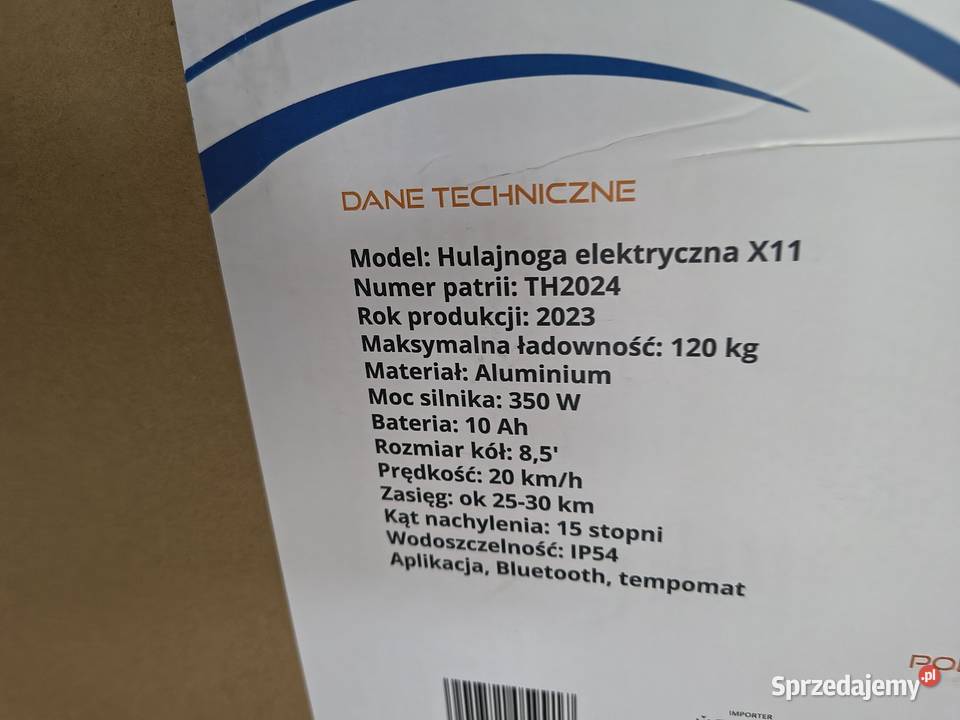 DANE TECHNICZNE
Model: Hulajnoga elektryczna X11
Numer patrii: TH2024
Rok produkcji: 2023
Maksymalna ładowność: 120 kg
Materiał: Aluminium
Moc silnika: 350 W
Bateria: 10 Ah
Rozmiar kół: 8,5'
Prędkość: 20 km/h
Zasięg: ok 25-30 km
Kąt nachylenia: 15 stopni
Wodoszczelność: IP54
Aplikacja, Bluetooth, tempomat
Sprzedajemy.pl
IMPORTER